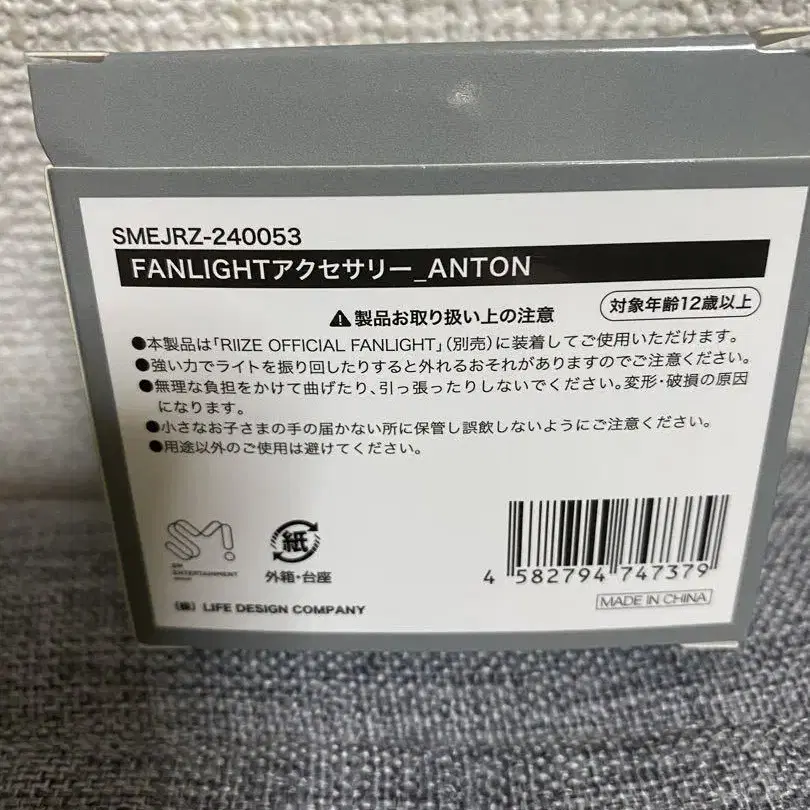 SMEJRZ-240053
FANLIGHTアクセサリー_ANTON
⚠製品お取り扱い上の注意
対象年齢12歳以上
●本製品は「RIIZE OFFICIAL FANLIGHT」(別売)に装着してご使用いただけます。
●強い力でライトを振り回したりすると外れるおそれがありますのでご注意ください。
●無理な負担をかけて曲げたり、引っ張ったりしないでください。変形・破損の原因
になります。
●小さなお子さまの手の届かない所に保管し誤飲しないようにご注意ください。
●用途以外のご使用は避けてください。
SM!
SM
ENTERTAINMENT
紙
外箱・台座
4 582794 747379
(株) LIFE DESIGN COMPANY
MADE IN CHINA